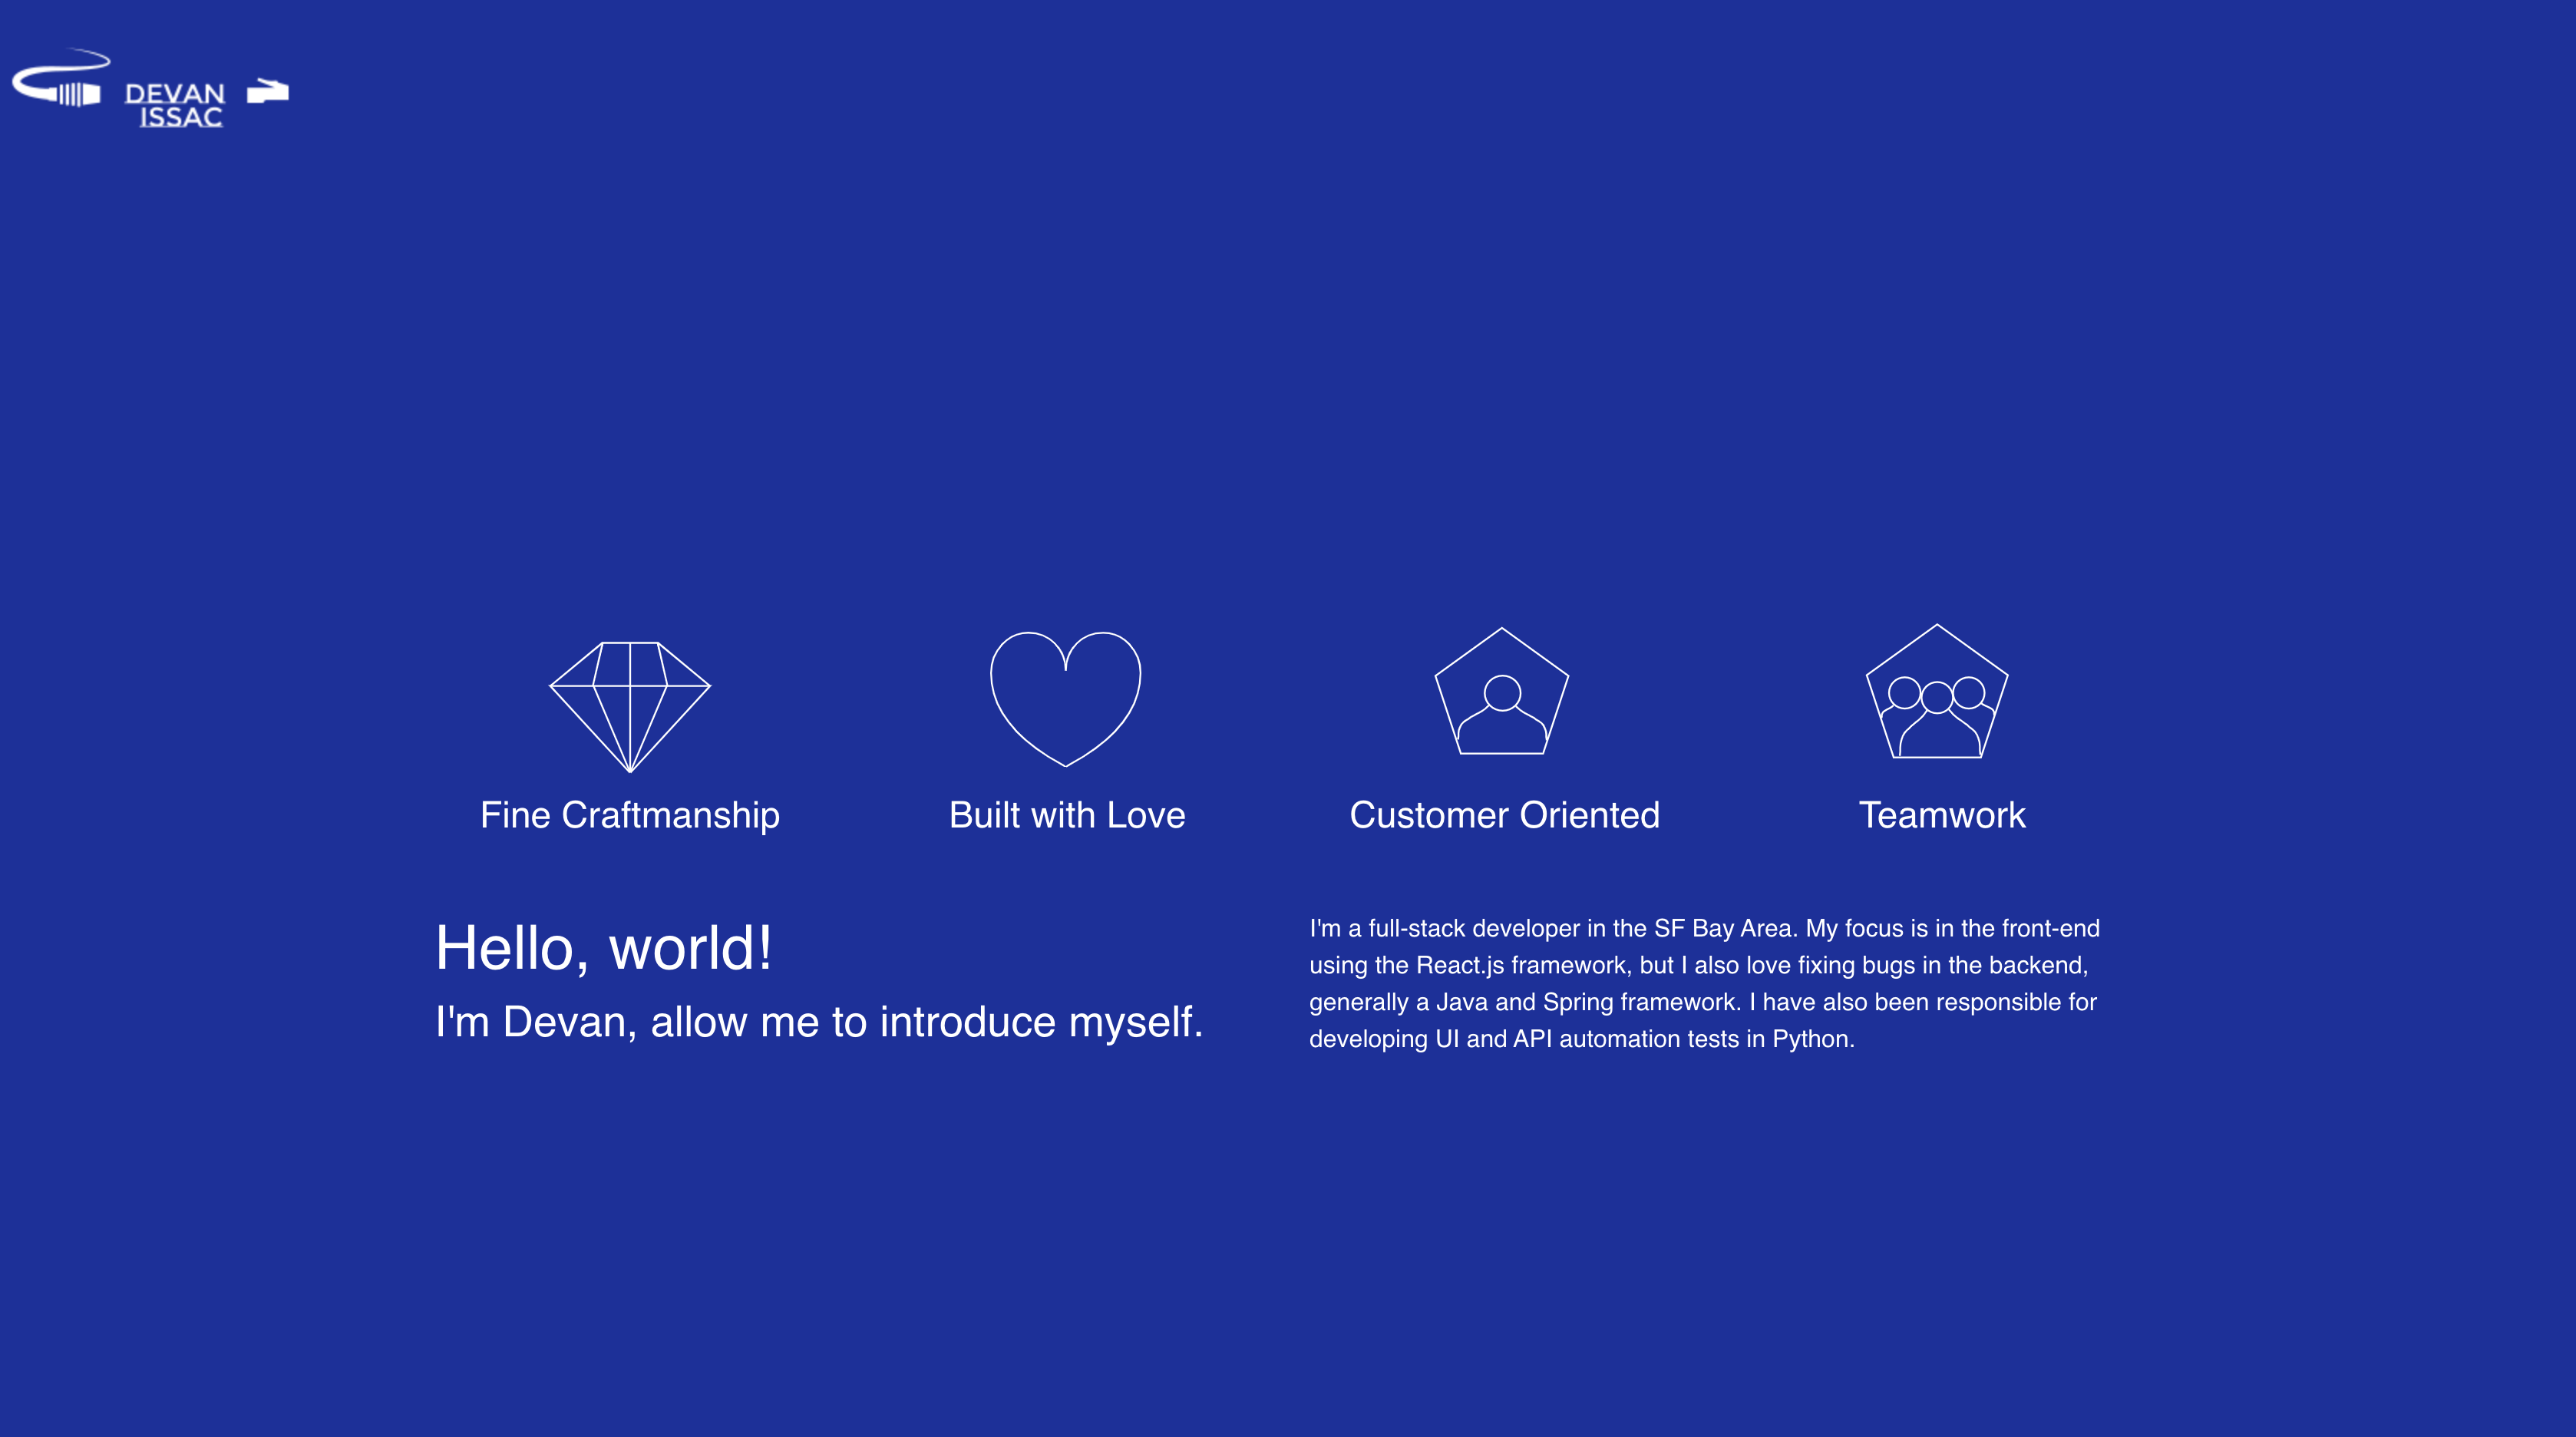 DEVAN
ISSAC
Fine Craftmanship
Built with Love
Customer Oriented
Teamwork
Hello, world!
I'm Devan, allow me to introduce myself.
I'm a full-stack developer in the SF Bay Area. My focus is in the front-end
using the React.js framework, but I also love fixing bugs in the backend,
generally a Java and Spring framework. I have also been responsible for
developing UI and API automation tests in Python.